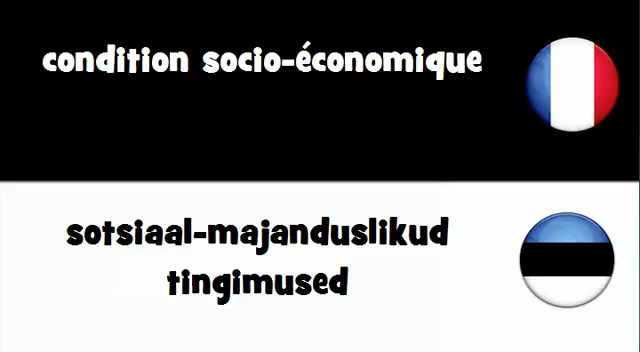 condition socio-économique
sotsiaal-majanduslikud
tingimused